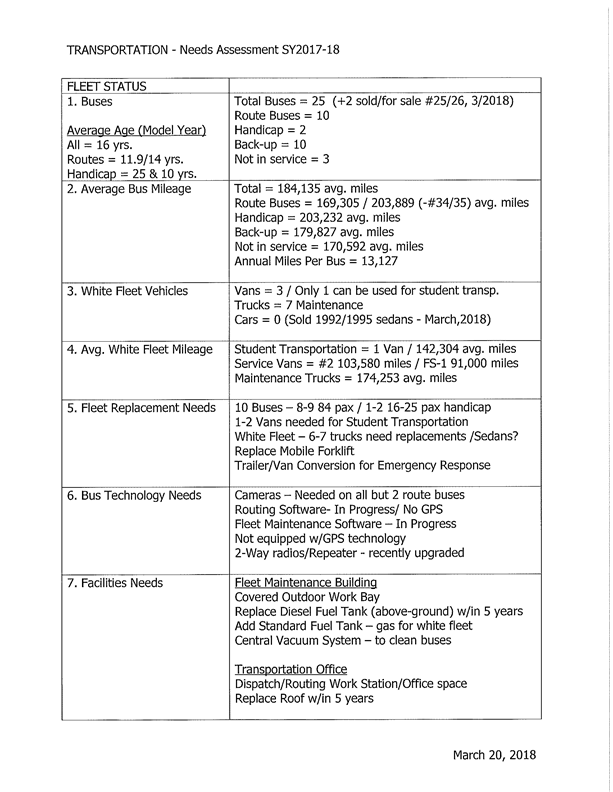 TRANSPORTATION - Needs Assessment SY2017-18
FLEET STATUS
1. Buses
Average Age (Model Year)
All = 16 yrs.
Routes = 11.9/14 yrs.
Handicap = 25 & 10 yrs.
Total Buses = 25 (+2 sold/for sale #25/26, 3/2018)
Route Buses = 10
Handicap = 2
Back-up = 10
Not in service = 3
2. Average Bus Mileage
Total = 184,135 avg. miles
Route Buses = 169,305 / 203,889 (-#34/35) avg. miles
Handicap = 203,232 avg. miles
Back-up = 179,827 avg. miles
Not in service = 170,592 avg. miles
Annual Miles Per Bus = 13,127
3. White Fleet Vehicles
Vans = 3 / Only 1 can be used for student transp.
Trucks = 7 Maintenance
Cars = 0 (Sold 1992/1995 sedans - March,2018)
4. Avg. White Fleet Mileage
Student Transportation = 1 Van / 142,304 avg. miles
Service Vans = #2 103,580 miles / FS-1 91,000 miles
Maintenance Trucks = 174,253 avg. miles
5. Fleet Replacement Needs
10 Buses – 8-9 84 pax / 1-2 16-25 pax handicap
1-2 Vans needed for Student Transportation
White Fleet – 6-7 trucks need replacements /Sedans?
Replace Mobile Forklift
Trailer/Van Conversion for Emergency Response
6. Bus Technology Needs
Cameras – Needed on all but 2 route buses
Routing Software- In Progress/ No GPS
Fleet Maintenance Software – In Progress
Not equipped w/GPS technology
2-Way radios/Repeater - recently upgraded
7. Facilities Needs
Fleet Maintenance Building
Covered Outdoor Work Bay
Replace Diesel Fuel Tank (above-ground) w/in 5 years
Add Standard Fuel Tank – gas for white fleet
Central Vacuum System – to clean buses
Transportation Office
Dispatch/Routing Work Station/Office space
Replace Roof w/in 5 years
March 20, 2018